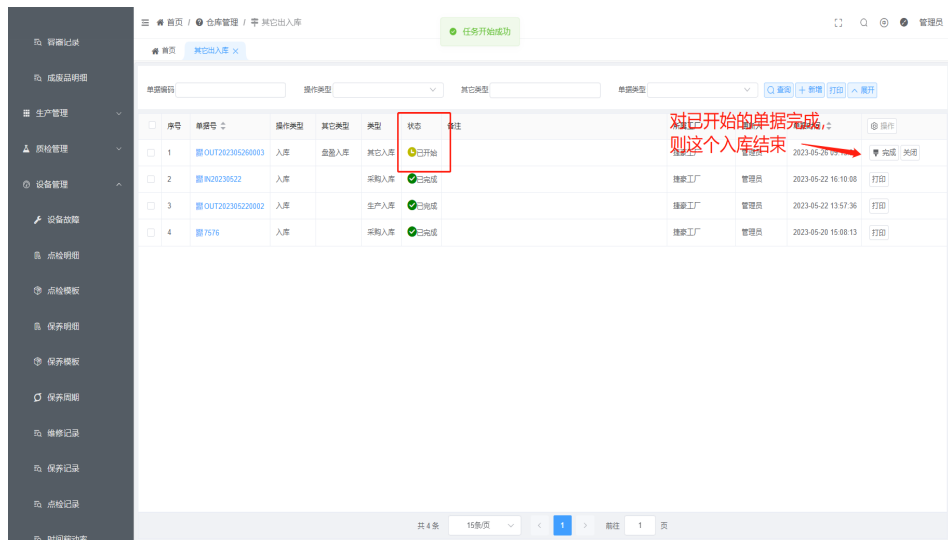 首页 / 仓库管理 / 其它出入库
任务开始成功
管理员
首页 其它出入库 ×
容器记录
成废品明细
生产管理
质检管理
设备管理
设备故障
点检明细
点检模板
保养明细
保养模板
保养周期
维修记录
保养记录
点检记录
时间稼动率
单据编码 操作类型 其它类型 单据类型 查询 + 新增 打印 展开
对已开始的单据完成,
则这个入库结束
序号 单据号 操作类型 其它类型 类型 状态 备注 操作
1 OUT202305260003 入库 盘盈入库 其它入库 已开始 捷豪工厂 管理员 2023-05-26 完成 关闭
2 IN20230522 入库 采购入库 已完成 捷豪工厂 管理员 2023-05-22 16:10:08 打印
3 OUT202305220002 入库 生产入库 已完成 捷豪工厂 管理员 2023-05-22 13:57:36 打印
4 7576 入库 采购入库 已完成 捷豪工厂 管理员 2023-05-20 15:08:13 打印
共 4 条 15条/页 < 1 > 前往 1 页